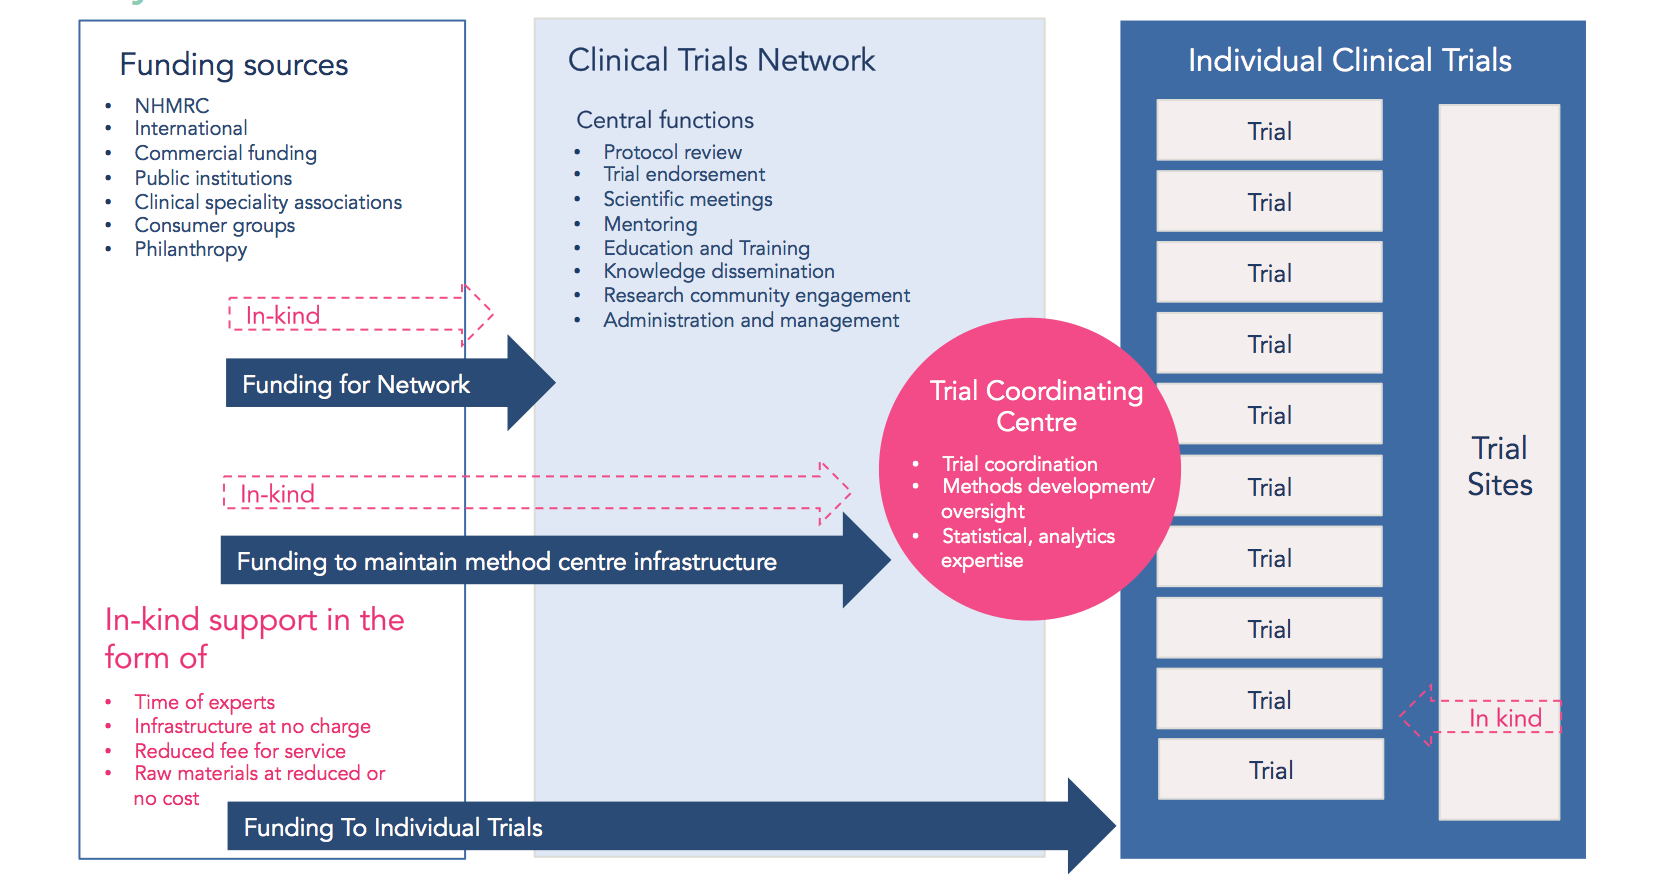 Funding sources
NHMRC
International
Commercial funding
Public institutions
Clinical speciality associations
Consumer groups
Philanthropy
In-kind
Funding for Network
In-kind
Funding to maintain method centre infrastructure
In-kind support in the
form of
Time of experts
Infrastructure at no charge
Reduced fee for service
Raw materials at reduced or
no cost
Funding To Individual Trials
Clinical Trials Network
Central functions
Protocol review
Trial endorsement
Scientific meetings
Mentoring
Education and Training
Knowledge dissemination
Research community engagement
Administration and management
Trial Coordinating
Centre
Trial coordination
Methods development/
oversight
Statistical, analytics
expertise
Individual Clinical Trials
Trial
Trial
Trial
Trial
Trial
Trial
Trial
Trial
Trial
Trial
Trial
Sites
In kind